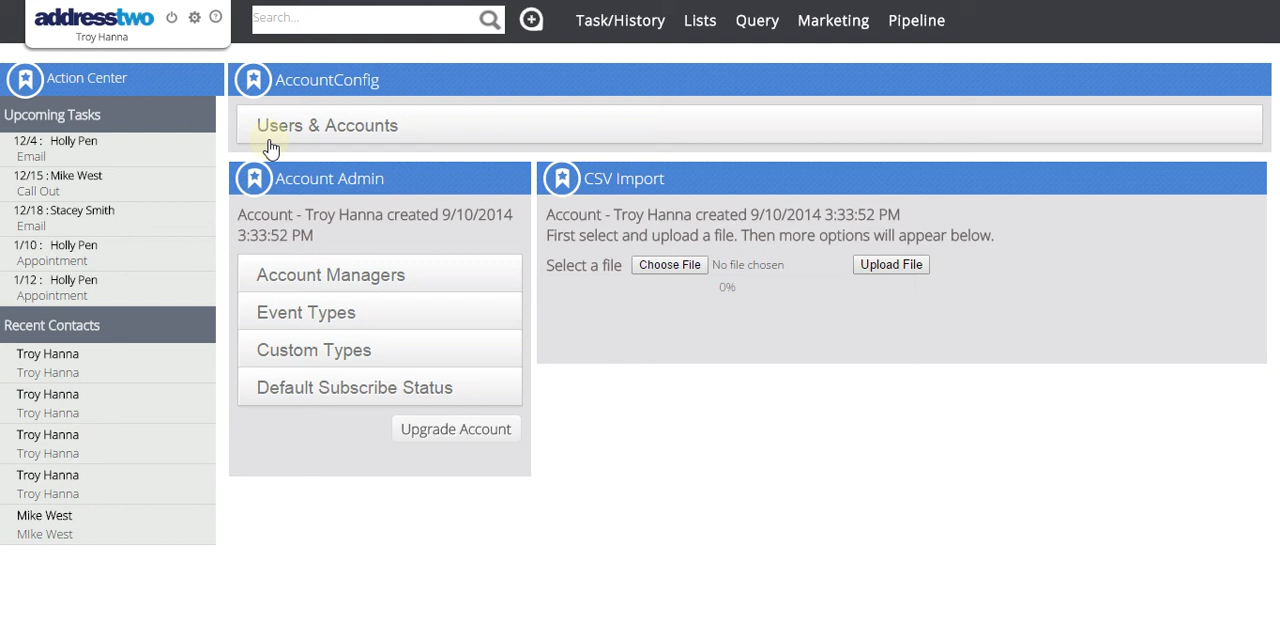 addresstwo
Troy Hanna
Search...
Task/History Lists Query Marketing Pipeline
Action Center
Upcoming Tasks
12/4 : Holly Pen
Email
12/15 : Mike West
Call Out
12/18 : Stacey Smith
Email
1/10 : Holly Pen
Appointment
1/12 : Holly Pen
Appointment
Recent Contacts
Troy Hanna
Troy Hanna
Troy Hanna
Troy Hanna
Troy Hanna
Troy Hanna
Troy Hanna
Troy Hanna
Mike West
Mike West
AccountConfig
Users & Accounts
Account Admin
Account - Troy Hanna created 9/10/2014
3:33:52 PM
Account Managers
Event Types
Custom Types
Default Subscribe Status
Upgrade Account
CSV Import
Account - Troy Hanna created 9/10/2014 3:33:52 PM
First select and upload a file. Then more options will appear below.
Select a file Choose File No file chosen Upload File
0%